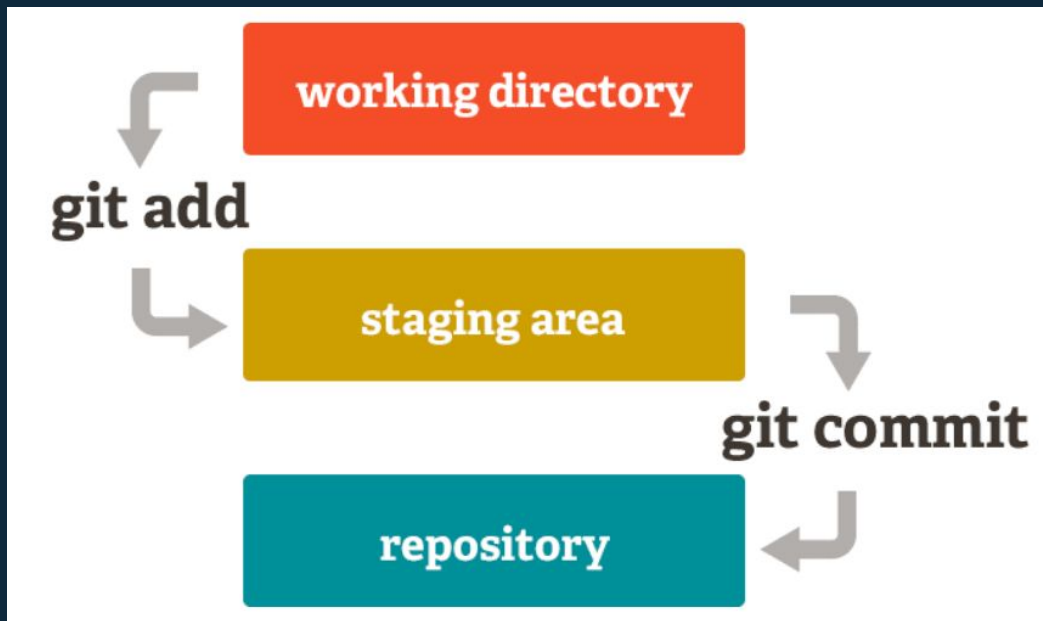 working directory
git add
staging area
git commit
repository